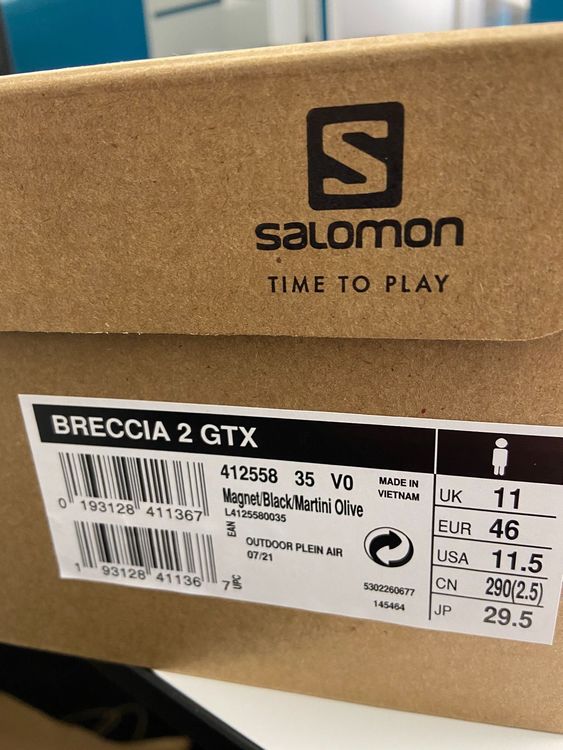 S
SALOMON
TIME TO PLAY
BRECCIA 2 GTX
412558 35 V0
Magnet/Black/Martini Olive
L4125580035
MADE IN
VIETNAM
0 193128 411367
EAN
OUTDOOR PLEIN AIR
07/21
1 93128 41136 7
UPC
5302260677
145464
UK 11
EUR 46
USA 11.5
CN 290(2.5)
JP 29.5